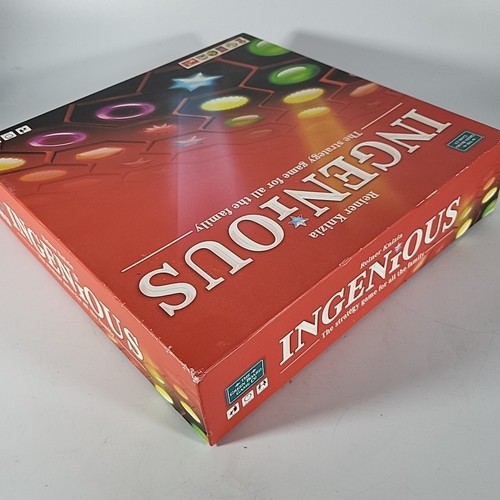 Reiner Knizia
INGENiOUS
The strategy game for all the family
INGENiOUS
Reiner Knizia
INGENiOUS
The strategy game for all the family